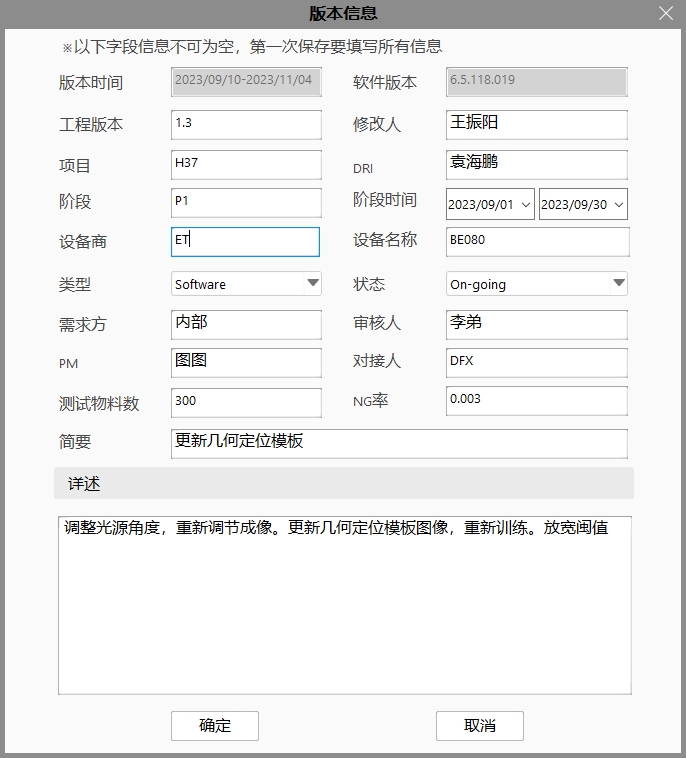 版本信息
※以下字段信息不可为空，第一次保存要填写所有信息
版本时间 2023/09/10-2023/11/04 软件版本 6.5.118.019
工程版本 1.3 修改人 王振阳
项目 H37 DRI 袁海鹏
阶段 P1 阶段时间 2023/09/01 2023/09/30
设备商 ET 设备名称 BE080
类型 Software 状态 On-going
需求方 内部 审核人 李弟
PM 图图 对接人 DFX
测试物料数 300 NG率 0.003
简要 更新几何定位模板
详述
调整光源角度，重新调节成像。更新几何定位模板图像，重新训练。放宽阈值
确定 取消